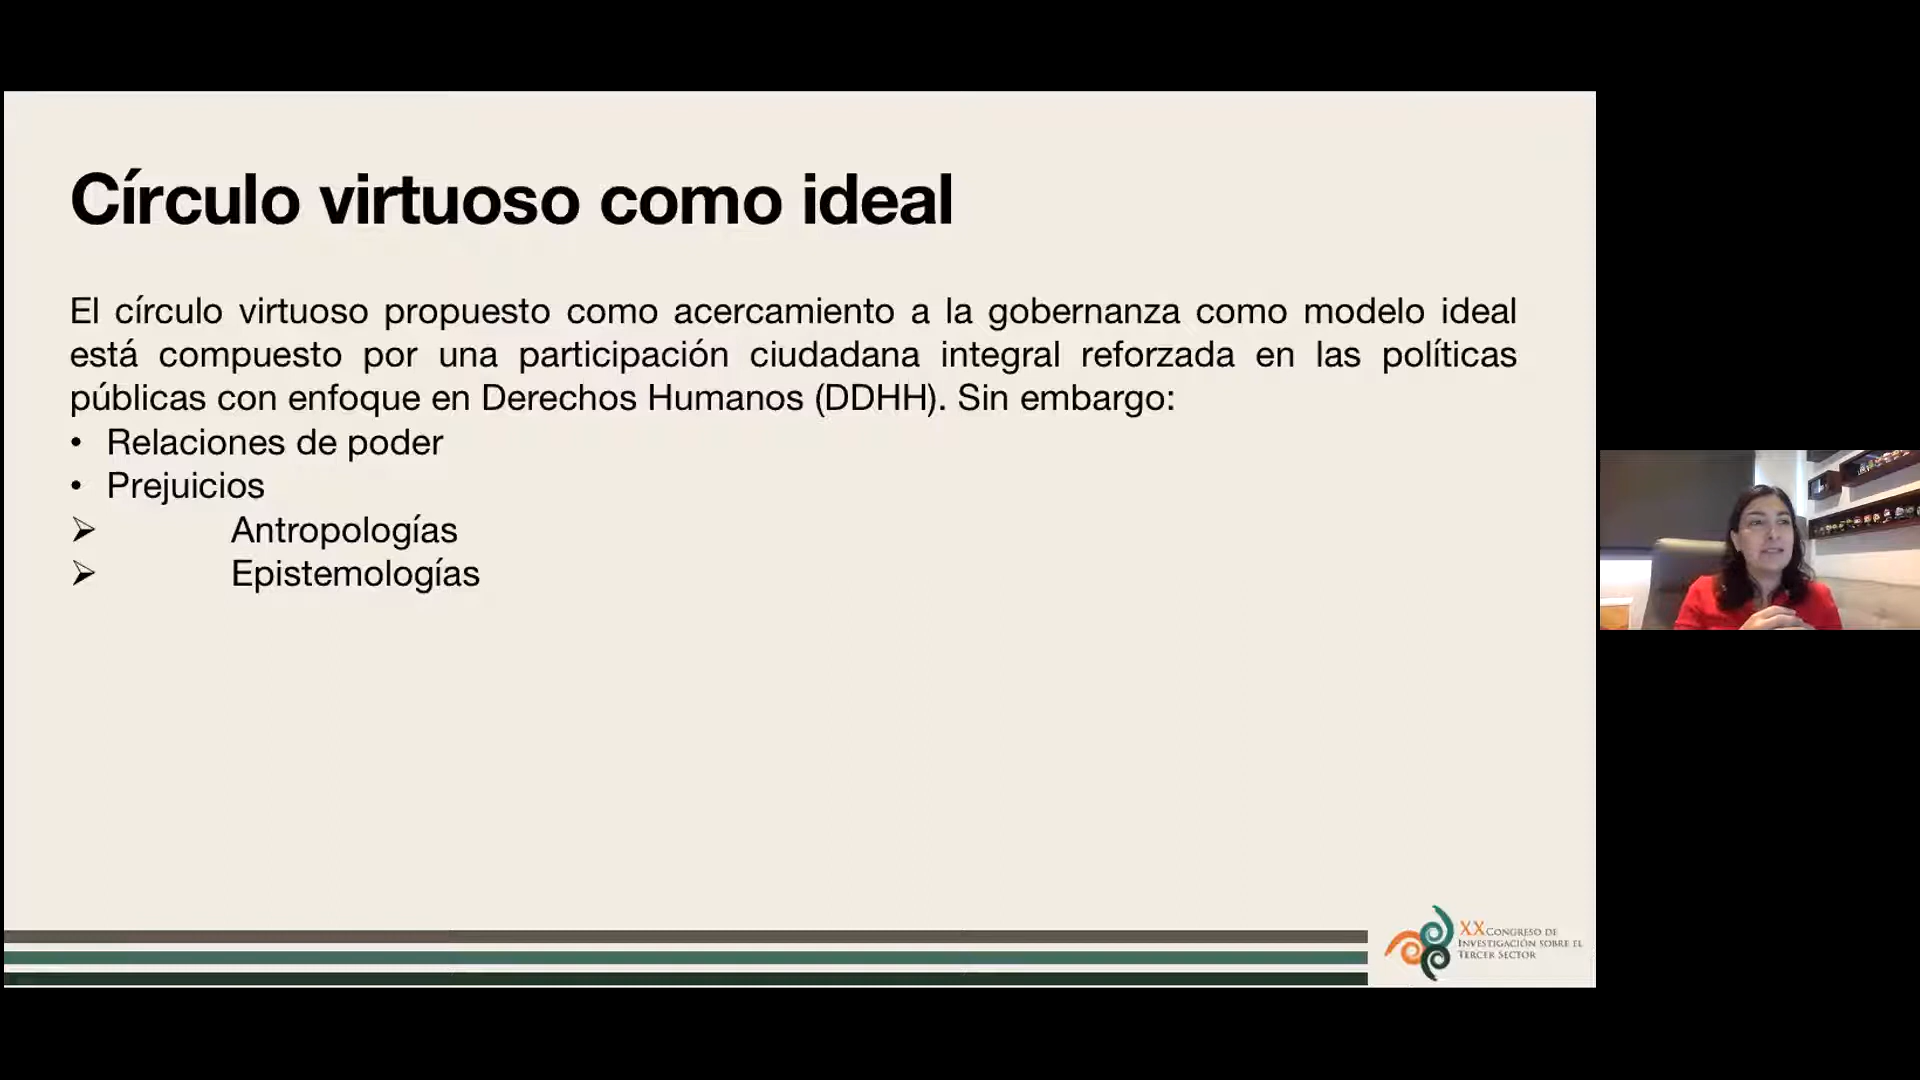 Círculo virtuoso como ideal
El círculo virtuoso propuesto como acercamiento a la gobernanza como modelo ideal
está compuesto por una participación ciudadana integral reforzada en las políticas
públicas con enfoque en Derechos Humanos (DDHH). Sin embargo:
• Relaciones de poder
• Prejuicios
➢ Antropologías
➢ Epistemologías
XX CONGRESO DE
INVESTIGACIÓN SOBRE EL
TERCER SECTOR